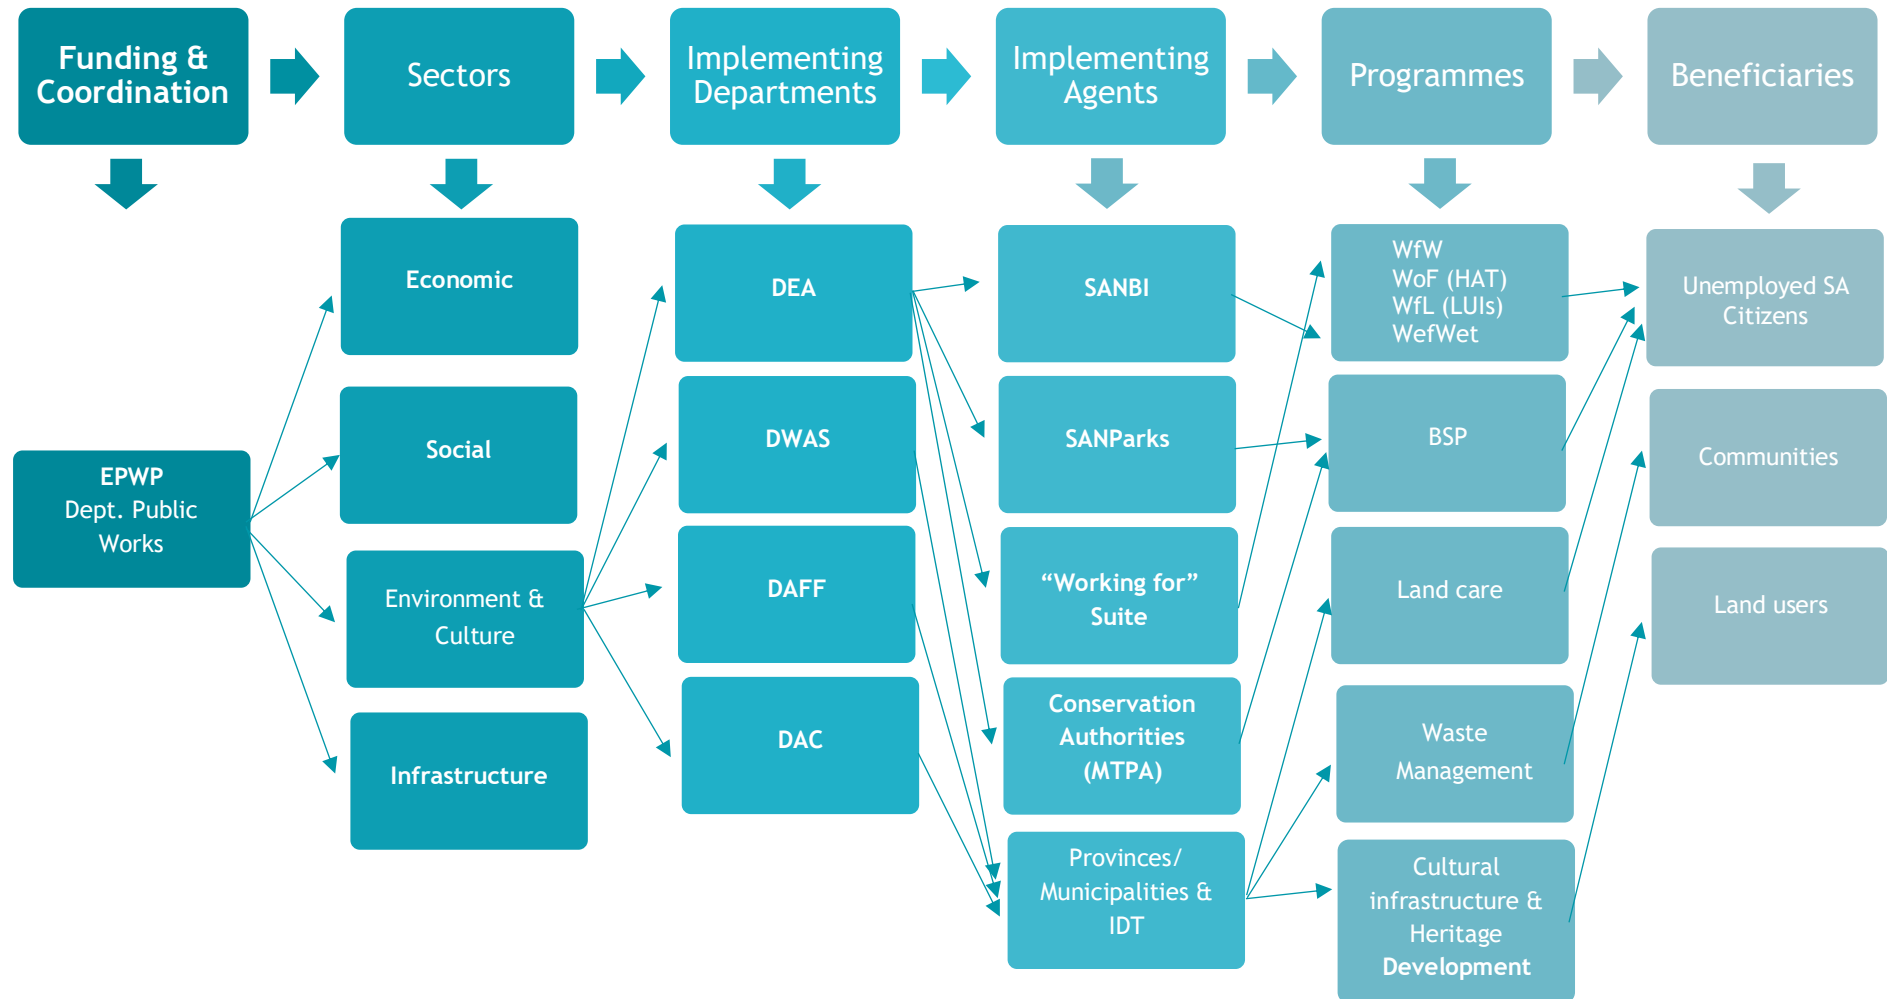 Funding &
Coordination
Sectors
Implementing
Departments
Implementing
Agents
Programmes
Beneficiaries
EPWP
Dept. Public
Works
Economic
Social
Environment &
Culture
Infrastructure
DEA
DWAS
DAFF
DAC
SANBI
SANParks
“Working for”
Suite
Conservation
Authorities
(MTPA)
Provinces/
Municipalities &
IDT
WfW
WoF (HAT)
WfL (LUIs)
WefWet
BSP
Land care
Waste
Management
Cultural
infrastructure &
Heritage
Development
Unemployed SA
Citizens
Communities
Land users